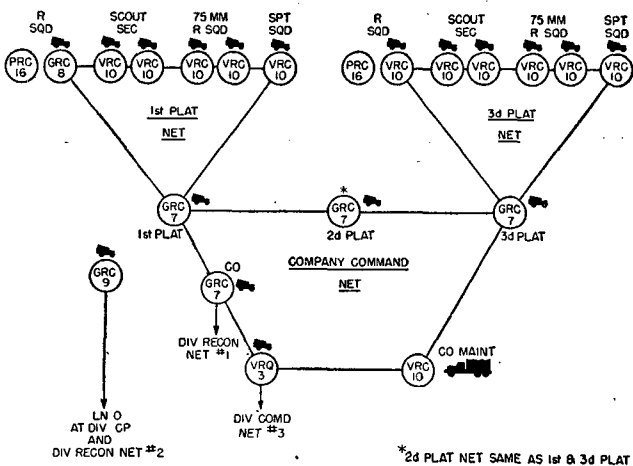 R SQD
SCOUT SEC
75 MM R SQD
SPT SQD
R SQD
SCOUT SEC
75 MM R SQD
SPT SQD
PRC 16
GRC 8
VRC 10
VRC 10
VRC 10
VRC 10
VRC 10
PRC 16
VRC 10
VRC 10
VRC 10
VRC 10
VRC 10
VRC 10
1st PLAT
NET
3d PLAT
NET
GRC 7
1st PLAT
*
GRC 7
2d PLAT
GRC 7
3d PLAT
COMPANY COMMAND
NET
GRC 9
CO
GRC 7
DIV RECON
NET #1
VRQ 3
VRC 10
CO MAINT
DIV COMD
NET #3
LN O
AT DIV CP
AND
DIV RECON NET #2
*2d PLAT NET SAME AS 1st & 3d PLAT